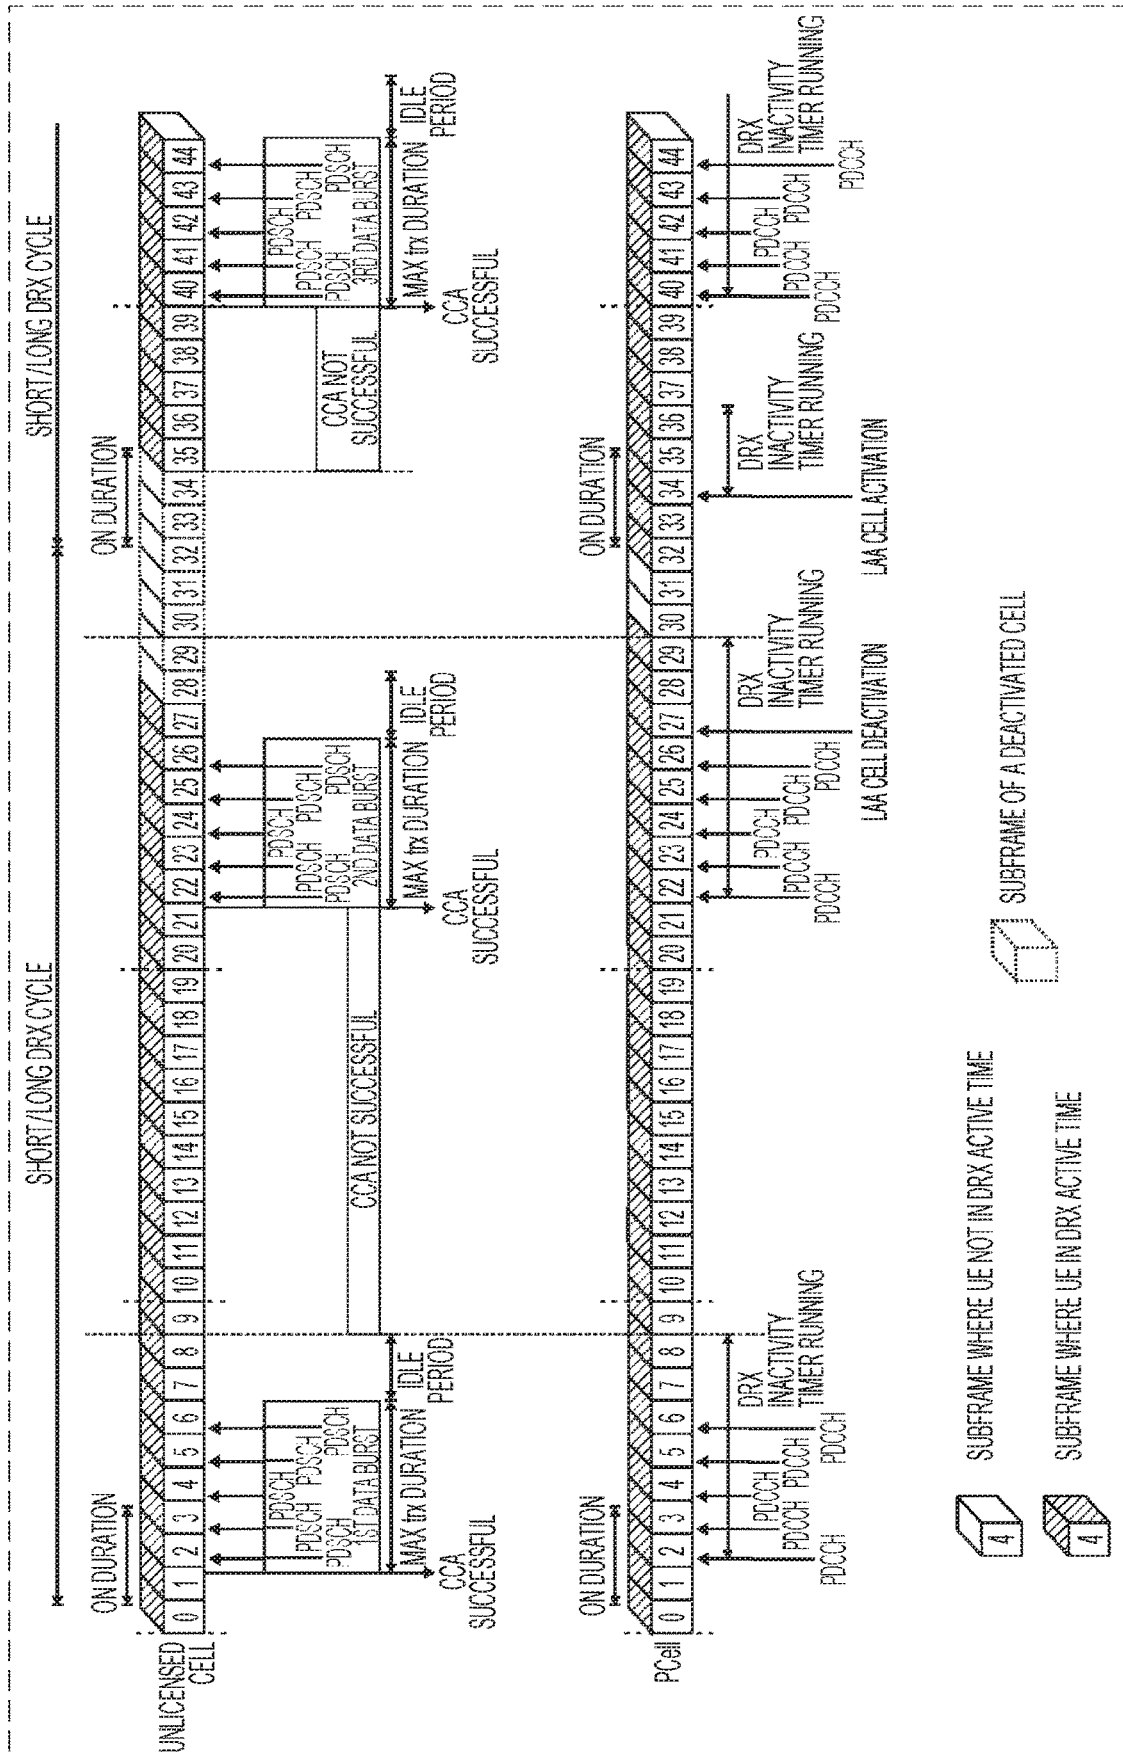 SHORT/LONG DRX CYCLE
SHORT/LONG DRX CYCLE
ON DURATION
ON DURATION
UNLICENSED
CELL
0 1 2 3 4 5 6 7 8 9 10 11 12 13 14 15 16 17 18 19 20 21 22 23 24 25 26 27 28 29 30 31 32 33 34 35 36 37 38 39 40 41 42 43 44
PDSCH
PDSCH
PDSCH
PDSCH
PDSCH
1ST DATA BURST
MAX trx DURATION
IDLE
PERIOD
CCA
SUCCESSFUL
CCA NOT SUCCESSFUL
PDSCH
PDSCH
PDSCH
PDSCH
PDSCH
2ND DATA BURST
MAX trx DURATION
IDLE
PERIOD
CCA
SUCCESSFUL
CCA NOT
SUCCESSFUL
PDSCH
PDSCH
PDSCH
PDSCH
PDSCH
3RD DATA BURST
MAX trx DURATION
IDLE
PERIOD
CCA
SUCCESSFUL
ON DURATION
ON DURATION
PCell
0 1 2 3 4 5 6 7 8 9 10 11 12 13 14 15 16 17 18 19 20 21 22 23 24 25 26 27 28 29 30 31 32 33 34 35 36 37 38 39 40 41 42 43 44
PDCCH
PDCCH
PDCCH
PDCCH
PDCCH
DRX
INACTIVITY
TIMER RUNNING
PDCCH
PDCCH
PDCCH
PDCCH
PDCCH
DRX
INACTIVITY
TIMER RUNNING
LAA CELL DEACTIVATION
DRX
INACTIVITY
TIMER RUNNING
LAA CELL ACTIVATION
PDCCH
PDCCH
PDCCH
PDCCH
PDCCH
DRX
INACTIVITY
TIMER RUNNING
4
SUBFRAME WHERE UE NOT IN DRX ACTIVE TIME
SUBFRAME OF A DEACTIVATED CELL
4
SUBFRAME WHERE UE IN DRX ACTIVE TIME